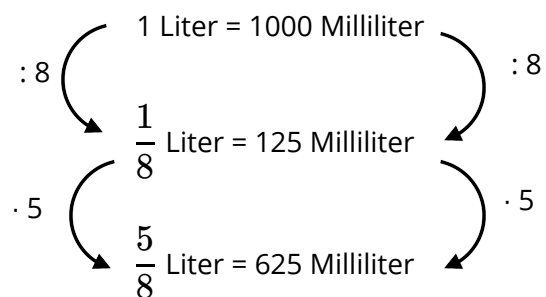 1 Liter = 1000 Milliliter
: 8 : 8
1/8 Liter = 125 Milliliter
· 5 · 5
5/8 Liter = 625 Milliliter